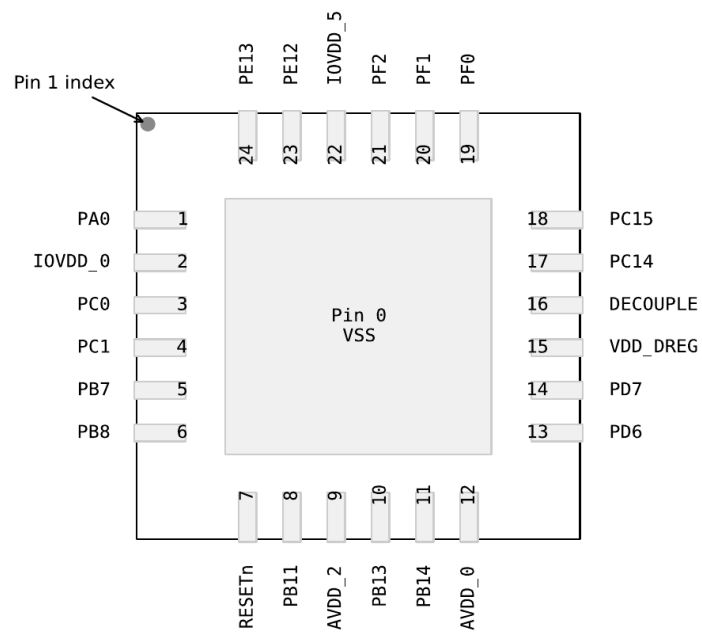 PE13
PE12
IOVDD_5
PF2
PF1
PF0
Pin 1 index
24
23
22
21
20
19
PA0 1
18 PC15
IOVDD_0 2
17 PC14
PC0 3
16 DECOUPLE
Pin 0
VSS
PC1 4
15 VDD_DREG
PB7 5
14 PD7
PB8 6
13 PD6
7
8
9
10
11
12
RESETn
PB11
AVDD_2
PB13
PB14
AVDD_0